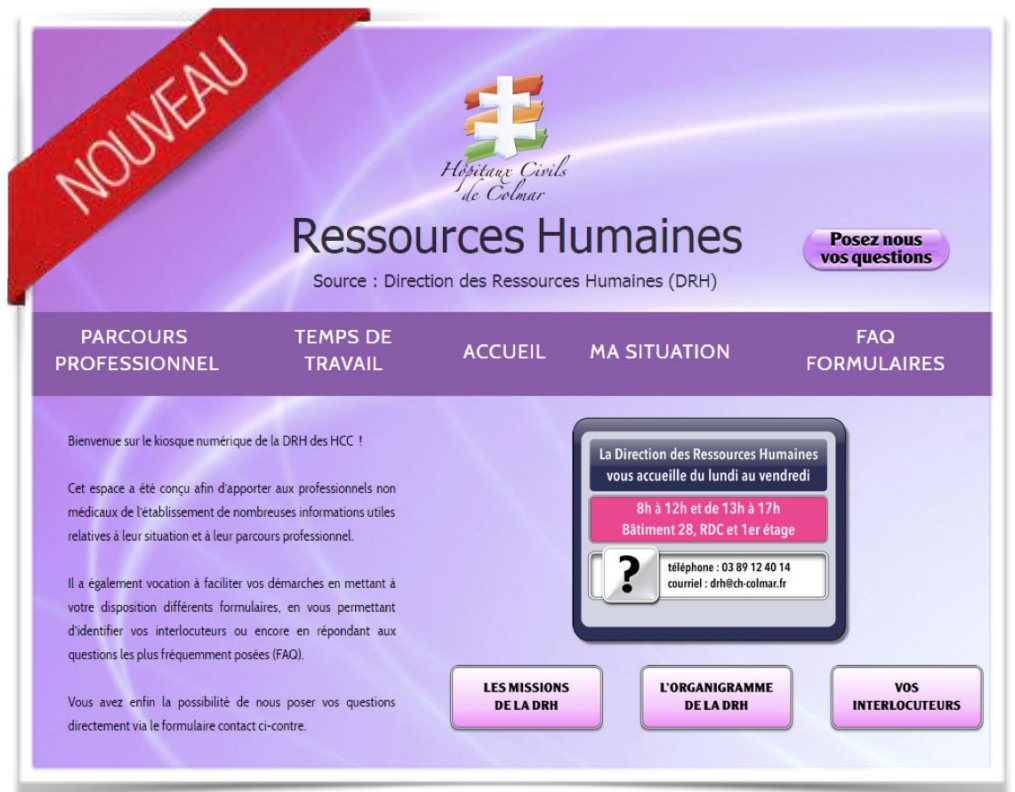 NOUVEAU
Hôpitaux Civils
de Colmar
Ressources Humaines
Source : Direction des Ressources Humaines (DRH)
Posez nous
vos questions
PARCOURS
PROFESSIONNEL
TEMPS DE
TRAVAIL
ACCUEIL
MA SITUATION
FAQ
FORMULAIRES
Bienvenue sur le kiosque numérique de la DRH des HCC !
Cet espace a été conçu afin d'apporter aux professionnels non
médicaux de l'établissement de nombreuses informations utiles
relatives à leur situation et à leur parcours professionnel.
Il a également vocation à faciliter vos démarches en mettant à
votre disposition différents formulaires, en vous permettant
d'identifier vos interlocuteurs ou encore en répondant aux
questions les plus fréquemment posées (FAQ).
Vous avez enfin la possibilité de nous poser vos questions
directement via le formulaire contact ci-contre.
La Direction des Ressources Humaines
vous accueille du lundi au vendredi
8h à 12h et de 13h à 17h
Bâtiment 28, RDC et 1er étage
?
téléphone : 03 89 12 40 14
courriel : drh@ch-colmar.fr
LES MISSIONS
DE LA DRH
L'ORGANIGRAMME
DE LA DRH
VOS
INTERLOCUTEURS